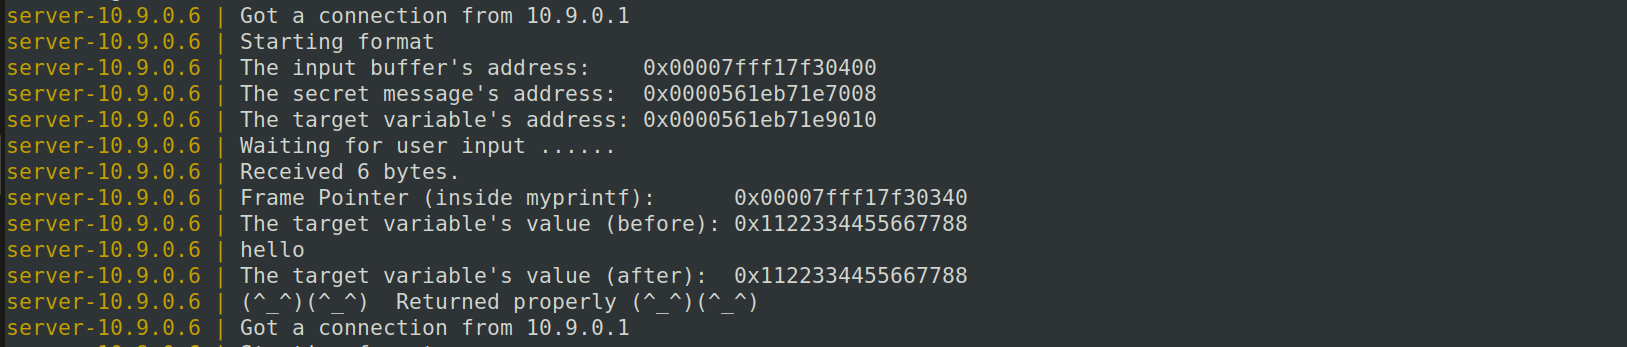 server-10.9.0.6 | Got a connection from 10.9.0.1
server-10.9.0.6 | Starting format
server-10.9.0.6 | The input buffer's address:    0x00007fff17f30400
server-10.9.0.6 | The secret message's address:  0x0000561eb71e7008
server-10.9.0.6 | The target variable's address: 0x0000561eb71e9010
server-10.9.0.6 | Waiting for user input ......
server-10.9.0.6 | Received 6 bytes.
server-10.9.0.6 | Frame Pointer (inside myprintf):      0x00007fff17f30340
server-10.9.0.6 | The target variable's value (before): 0x1122334455667788
server-10.9.0.6 | hello
server-10.9.0.6 | The target variable's value (after):  0x1122334455667788
server-10.9.0.6 | (^_^)(^_^)  Returned properly (^_^)(^_^)
server-10.9.0.6 | Got a connection from 10.9.0.1